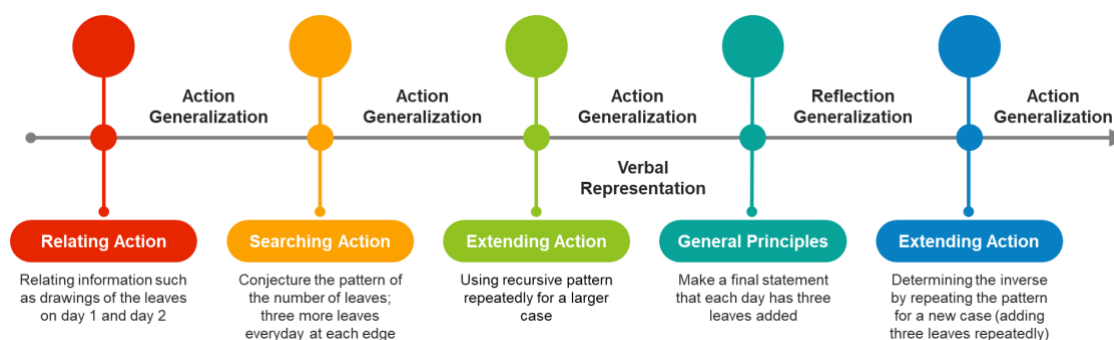 Action
Generalization
Action
Generalization
Action
Generalization
Reflection
Generalization
Action
Generalization
Verbal
Representation
Relating Action
Searching Action
Extending Action
General Principles
Extending Action
Relating information such
as drawings of the leaves
on day 1 and day 2
Conjecture the pattern of
the number of leaves;
three more leaves
everyday at each edge
Using recursive pattern
repeatedly for a larger
case
Make a final statement
that each day has three
leaves added
Determining the inverse
by repeating the pattern
for a new case (adding
three leaves repeatedly)